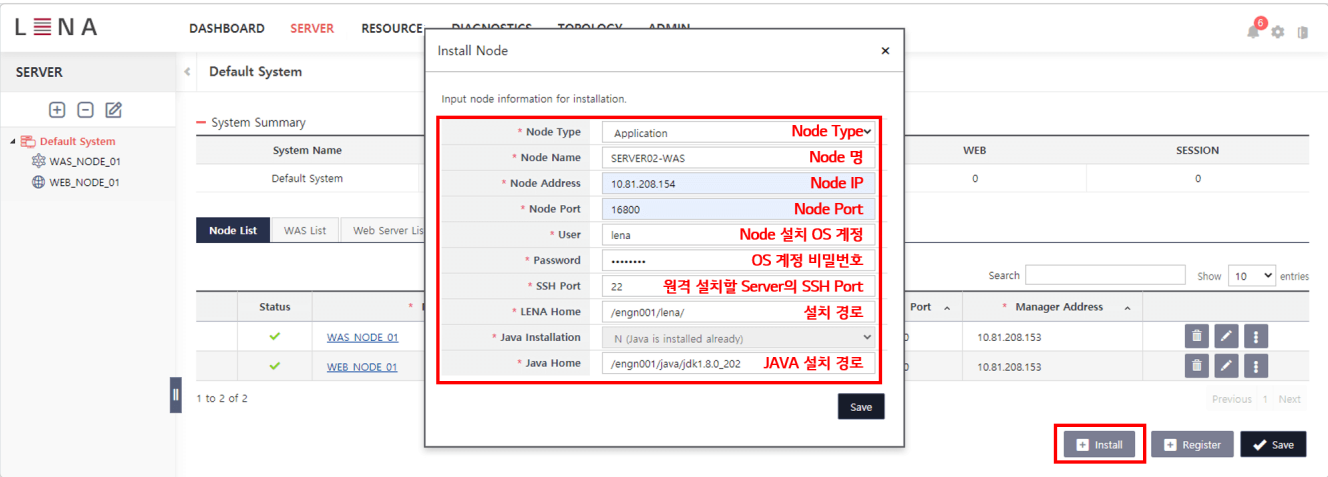 LENA
DASHBOARD SERVER RESOURCE DIAGNOSTICS TOPOLOGY ADMIN
6
SERVER
Default System
Default System
WAS_NODE_01
WEB_NODE_01
System Summary
System Name WEB SESSION
Default System 0 0
Node List WAS List Web Server Lis
Search Show 10 entries
Status * Port * Manager Address
WAS_NODE_01 10.81.208.153
WEB_NODE_01 10.81.208.153
1 to 2 of 2
Previous 1 Next
Install Register Save
Install Node ×
Input node information for installation.
* Node Type Application Node Type
* Node Name SERVER02-WAS Node 명
* Node Address 10.81.208.154 Node IP
* Node Port 16800 Node Port
* User lena Node 설치 OS 계정
* Password •••••••• OS 계정 비밀번호
* SSH Port 22 원격 설치할 Server의 SSH Port
* LENA Home /engn001/lena/ 설치 경로
* Java Installation N (Java is installed already)
* Java Home /engn001/java/jdk1.8.0_202 JAVA 설치 경로
Save